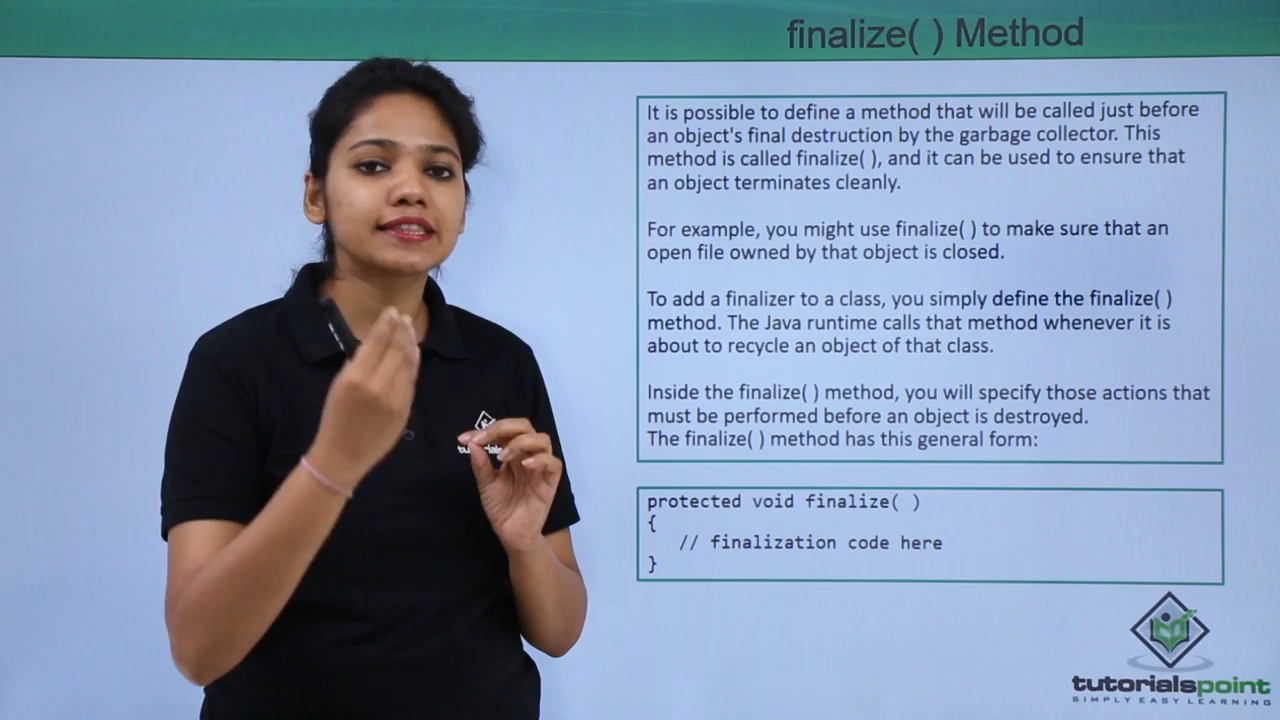 finalize( ) Method
It is possible to define a method that will be called just before
an object's final destruction by the garbage collector. This
method is called finalize( ), and it can be used to ensure that
an object terminates cleanly.
For example, you might use finalize( ) to make sure that an
open file owned by that object is closed.
To add a finalizer to a class, you simply define the finalize( )
method. The Java runtime calls that method whenever it is
about to recycle an object of that class.
Inside the finalize( ) method, you will specify those actions that
must be performed before an object is destroyed.
The finalize( ) method has this general form:
protected void finalize( )
{
// finalization code here
}
tutorialspoint
SIMPLY EASY LEARNING